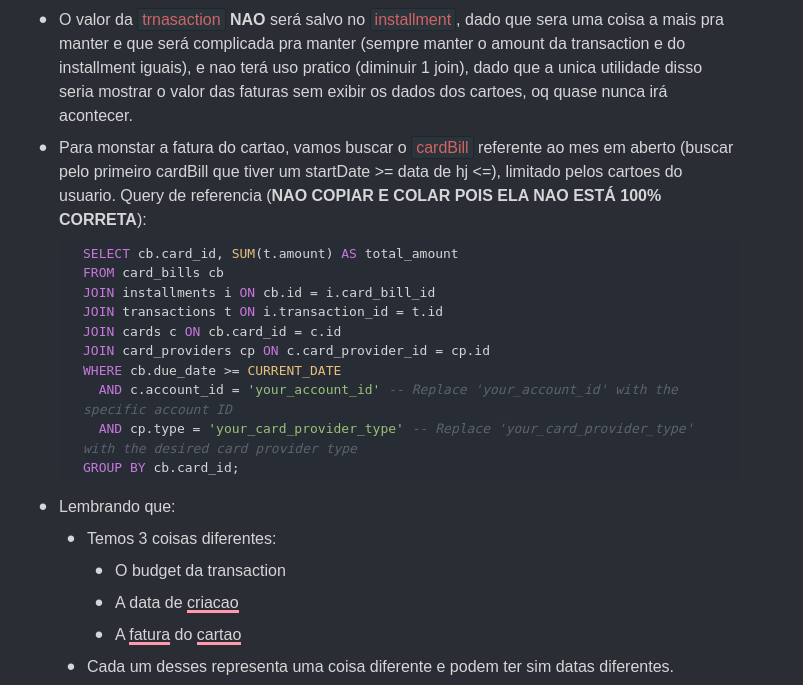 O valor da trnasaction NAO será salvo no installment, dado que sera uma coisa a mais pra
manter e que será complicada pra manter (sempre manter o amount da transaction e do
installment iguais), e nao terá uso pratico (diminuir 1 join), dado que a unica utilidade disso
seria mostrar o valor das faturas sem exibir os dados dos cartoes, oq quase nunca irá
acontecer.
Para monstar a fatura do cartao, vamos buscar o cardBill referente ao mes em aberto (buscar
pelo primeiro cardBill que tiver um startDate >= data de hj <=), limitado pelos cartoes do
usuario. Query de referencia (NAO COPIAR E COLAR POIS ELA NAO ESTÁ 100%
CORRETA):
SELECT cb.card_id, SUM(t.amount) AS total_amount
FROM card_bills cb
JOIN installments i ON cb.id = i.card_bill_id
JOIN transactions t ON i.transaction_id = t.id
JOIN cards c ON cb.card_id = c.id
JOIN card_providers cp ON c.card_provider_id = cp.id
WHERE cb.due_date >= CURRENT_DATE
AND c.account_id = 'your_account_id' -- Replace 'your_account_id' with the
specific account ID
AND cp.type = 'your_card_provider_type' -- Replace 'your_card_provider_type'
with the desired card provider type
GROUP BY cb.card_id;
Lembrando que:
Temos 3 coisas diferentes:
O budget da transaction
A data de criacao
A fatura do cartao
Cada um desses representa uma coisa diferente e podem ter sim datas diferentes.